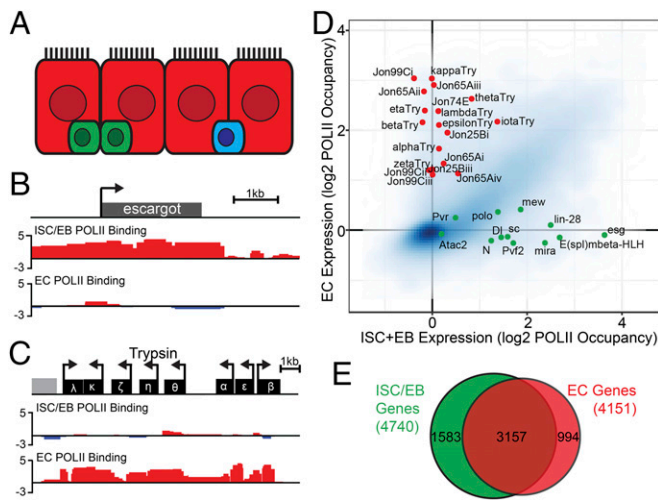 A
B
1kb
escargot
ISC/EB POLII Binding
5
-3
EC POLII Binding
5
-3
C
Trypsin
1kb
λ κ ζ η θ α ε β
ISC/EB POLII Binding
5
-3
EC POLII Binding
5
-3
D
EC Expression (log2 POLII Occupancy)
4
2
0
-2
0 2 4
ISC+EB Expression (log2 POLII Occupancy)
Jon99Ci kappaTry
Jon65Aiii
Jon65Aii thetaTry
Jon74E
etaTry lambdaTry
betaTry epsilonTry iotaTry
Jon25Bi
alphaTry
zetaTry Jon65Ai
Jon99Cii Jon25Biii
Jon99Ciii Jon65Aiv
Pvr polo mew
lin-28
Dl sc esg
Atac2 E(spl)mbeta-HLH
N Pvf2 mira
E
ISC/EB
Genes
(4740)
EC Genes
(4151)
1583 3157 994